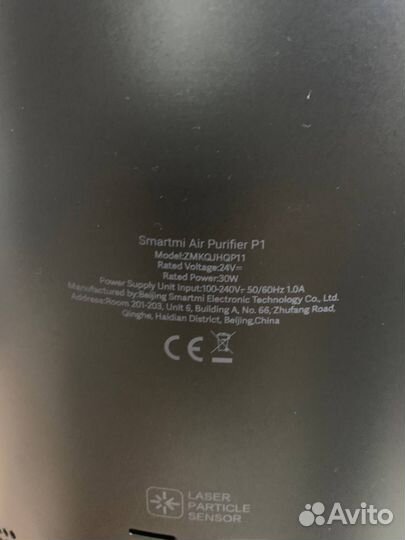 Smartmi Air Purifier P1
Model:ZMKQJHQP11
Rated Voltage:24V⎓
Rated Power:30W
Power Supply Unit Input:100-240V~ 50/60Hz 1.0A
Manufactured by:Beijing Smartmi Electronic Technology Co., Ltd.
Address:Room 201-203, Unit 6, Building A, No. 66, Zhufang Road,
Qinghe, Haidian District, Beijing,China
CE
LASER
PARTICLE
SENSOR
Avito